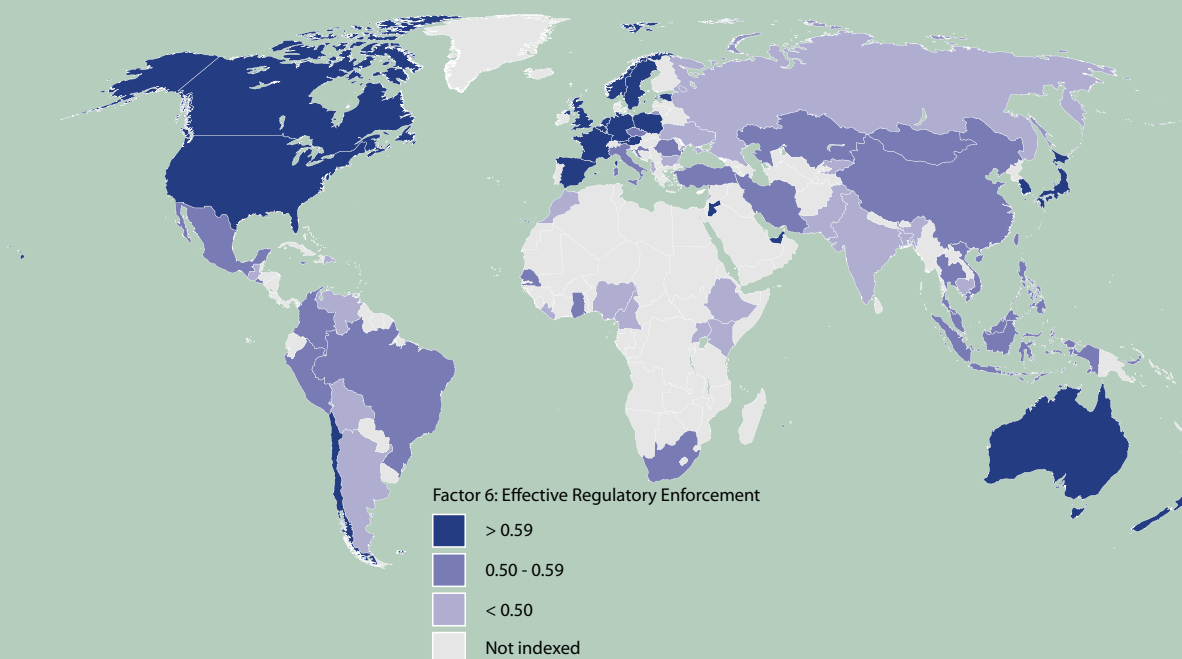 Factor 6: Effective Regulatory Enforcement
> 0.59
0.50 - 0.59
< 0.50
Not indexed